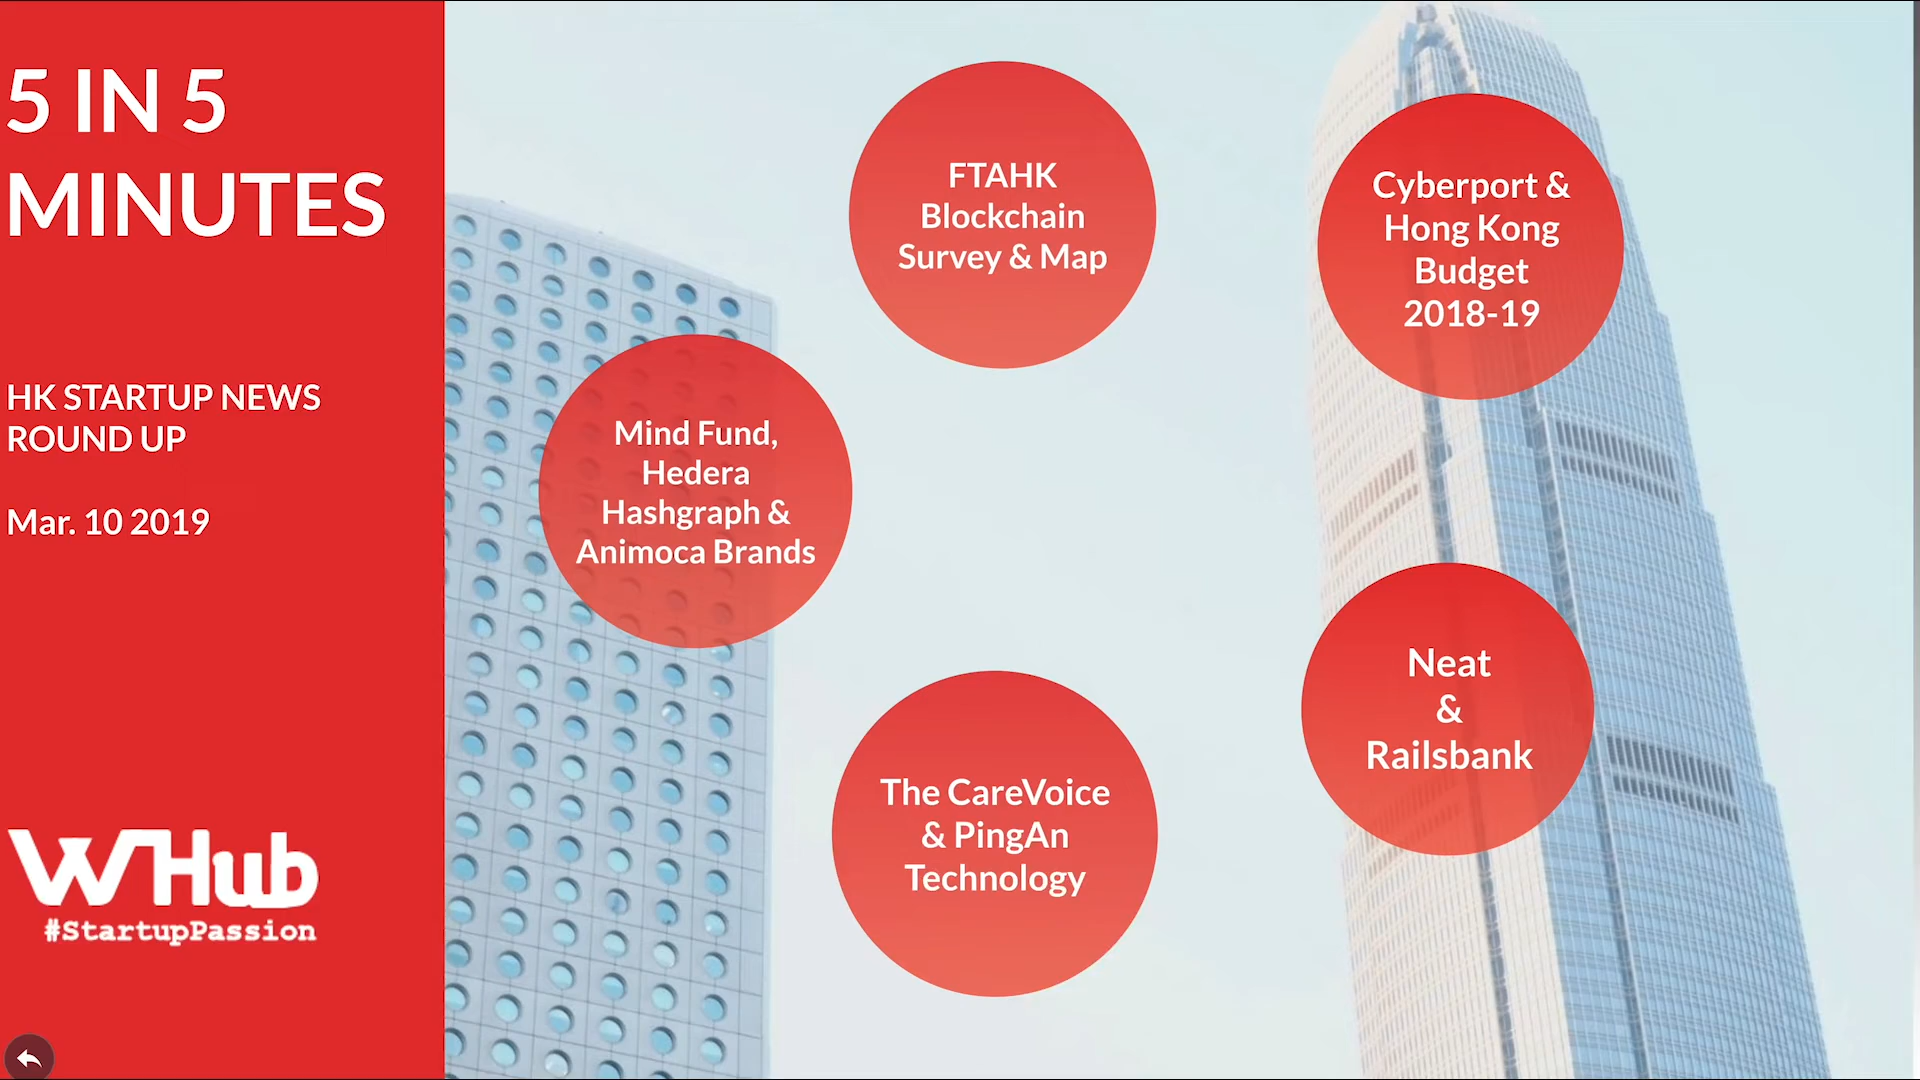 5 IN 5
MINUTES
HK STARTUP NEWS
ROUND UP
Mar. 10 2019
WHub
#StartupPassion
FTAHK
Blockchain
Survey & Map
Cyberport &
Hong Kong
Budget
2018-19
Mind Fund,
Hedera
Hashgraph &
Animoca Brands
Neat
&
Railsbank
The CareVoice
& PingAn
Technology